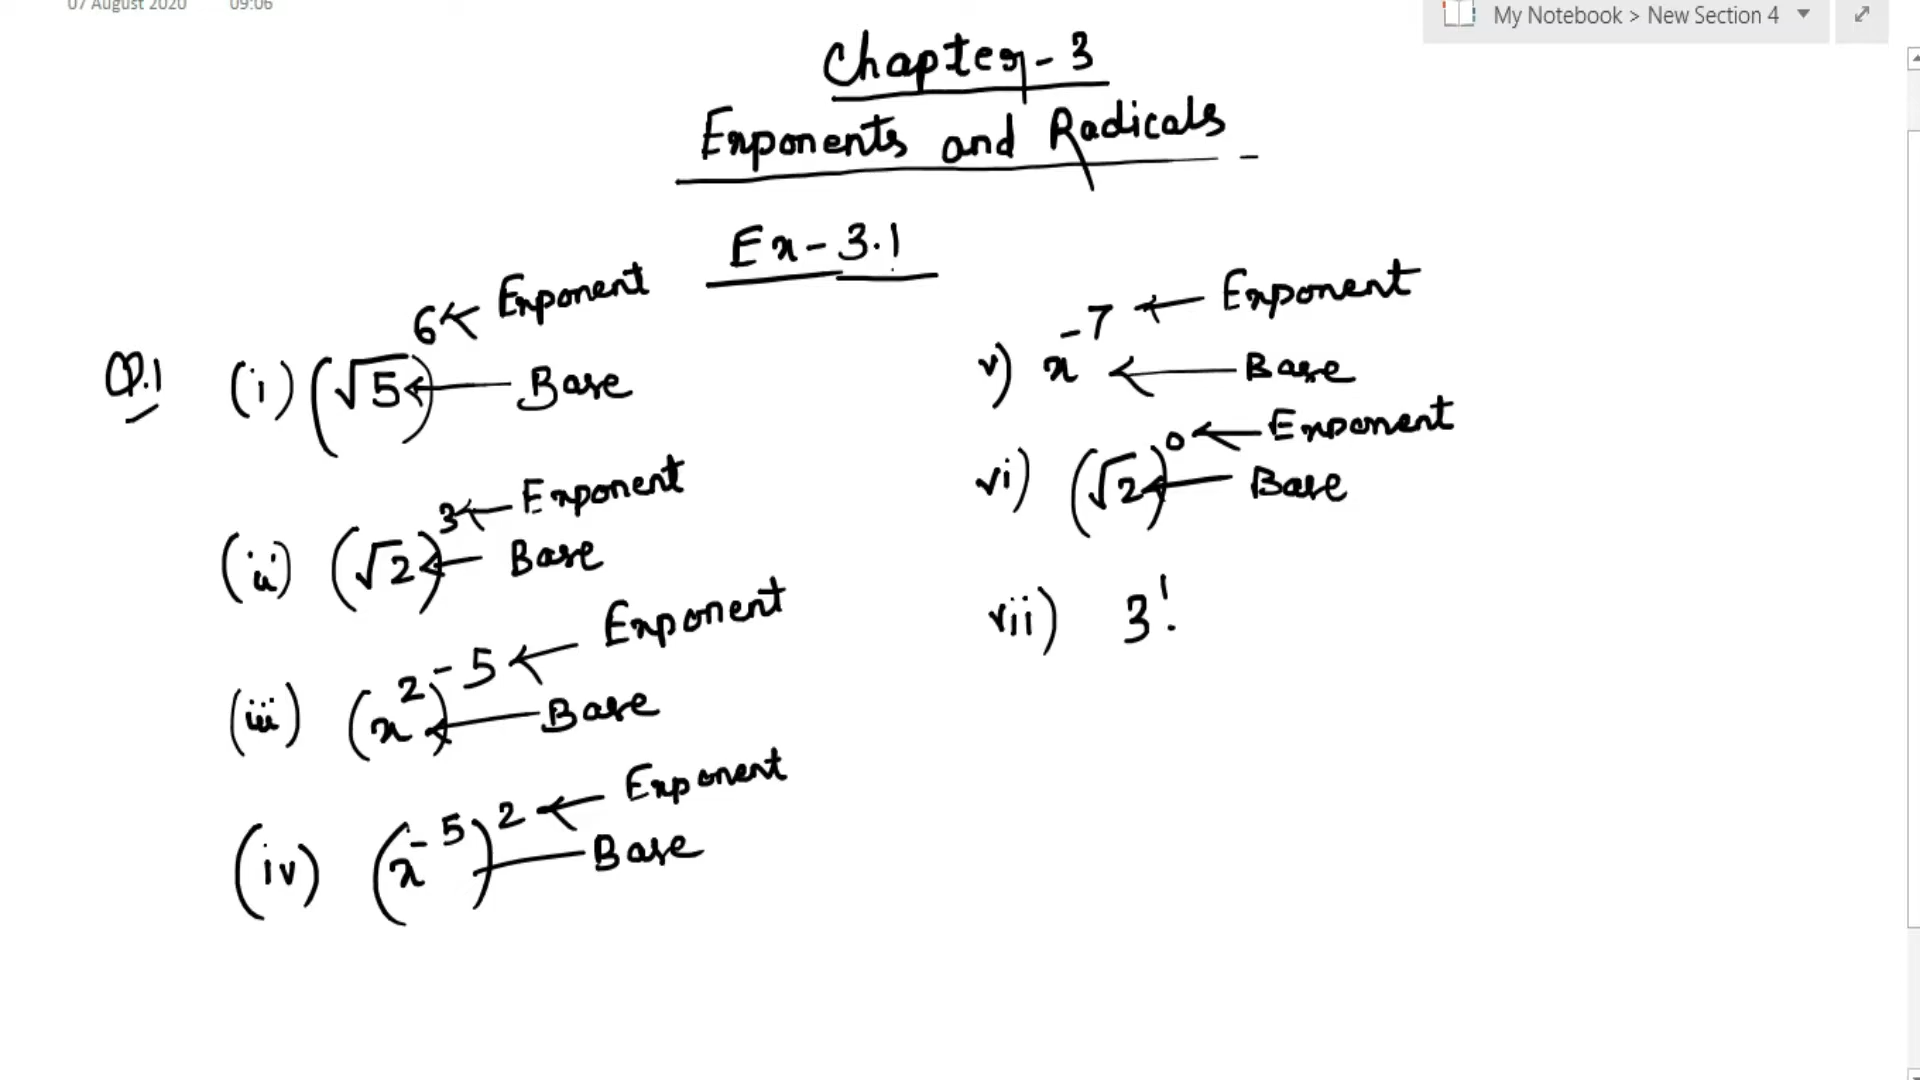 07 August 2020 09:06
My Notebook > New Section 4
Chapter - 3
Exponents and Radicals
Ex - 3.1
Q.1 (i) (√5)^6 ← Exponent
← Base
(ii) (√2)^3 ← Exponent
← Base
(iii) (x^2)^-5 ← Exponent
← Base
(iv) (x^-5)^2 ← Exponent
Base
v) x^-7 ← Exponent
← Base
vi) (√2)^0 ← Exponent
← Base
vii) 3!